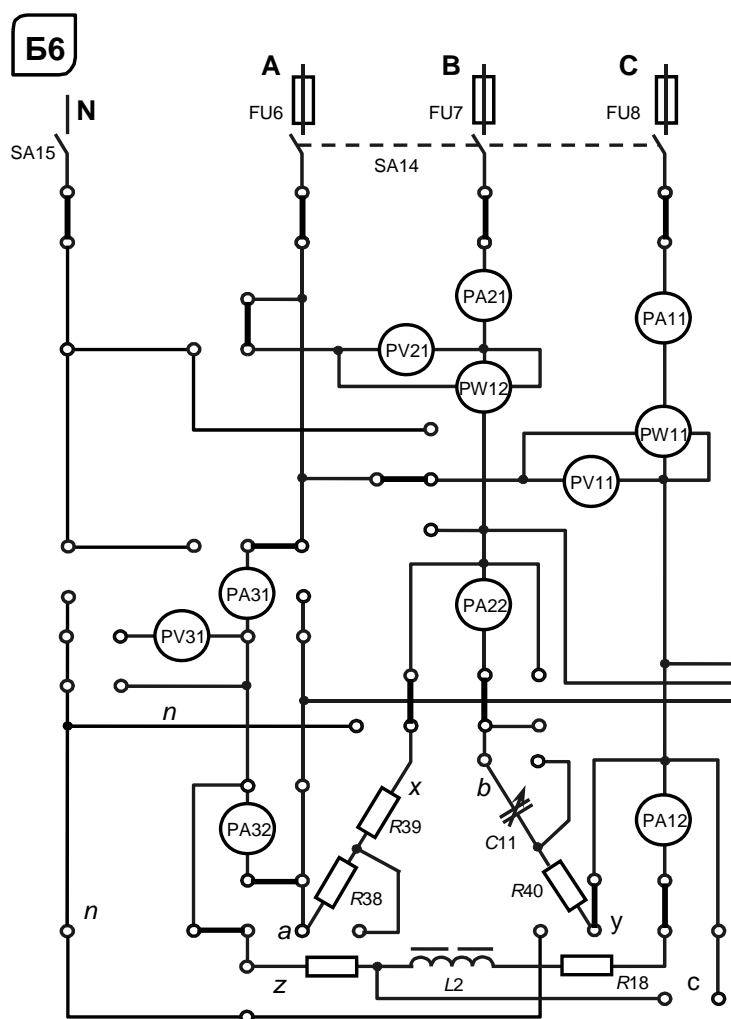 Б6
A
B
C
N
FU6
FU7
FU8
SA15
SA14
PA21
PA11
PV21
PW12
PW11
PV11
PA31
PA22
PV31
n
x
b
C11
PA12
PA32
R39
R38
R40
n
a
y
z
L2
R18
c